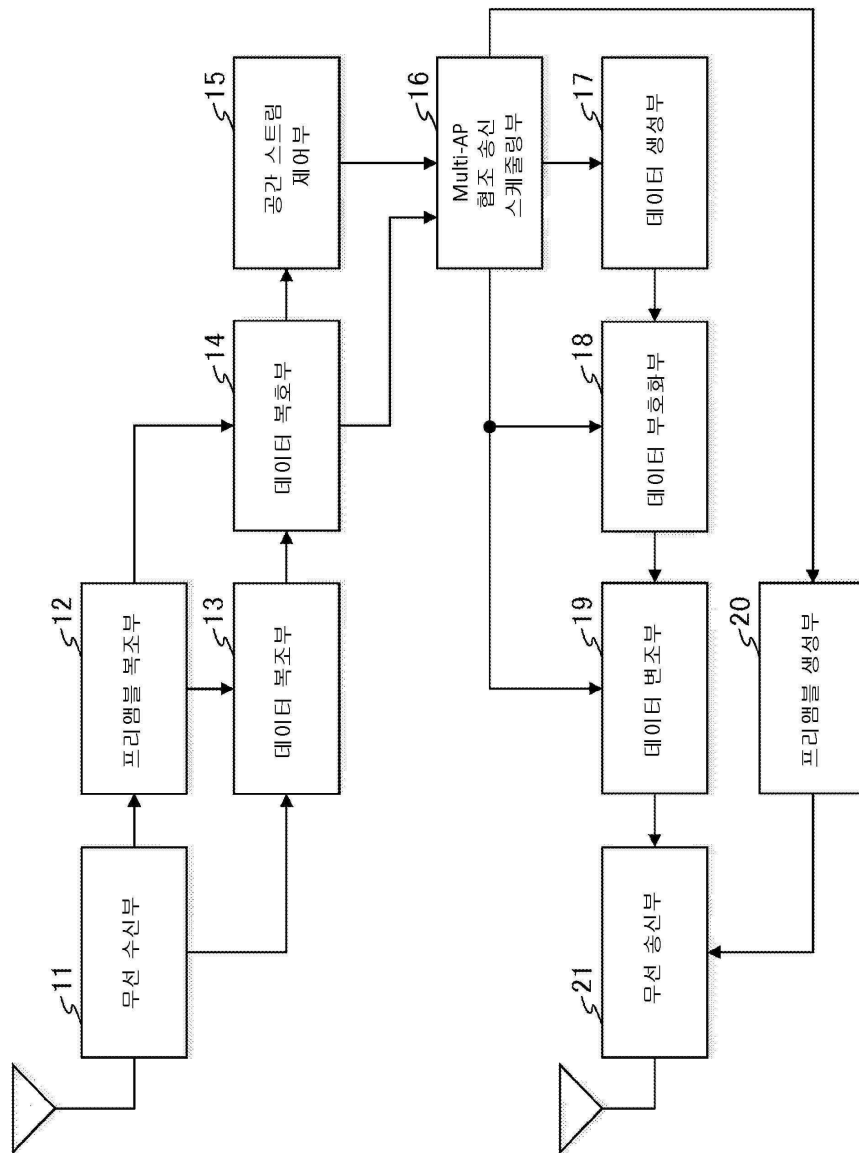 11
무선 수신부
12
프리앰블 복조부
13
데이터 복조부
14
데이터 복호부
15
공간 스트림
제어부
16
Multi-AP
협조 송신
스케줄링부
17
데이터 생성부
18
데이터 부호화부
19
데이터 변조부
20
프리앰블 생성부
21
무선 송신부